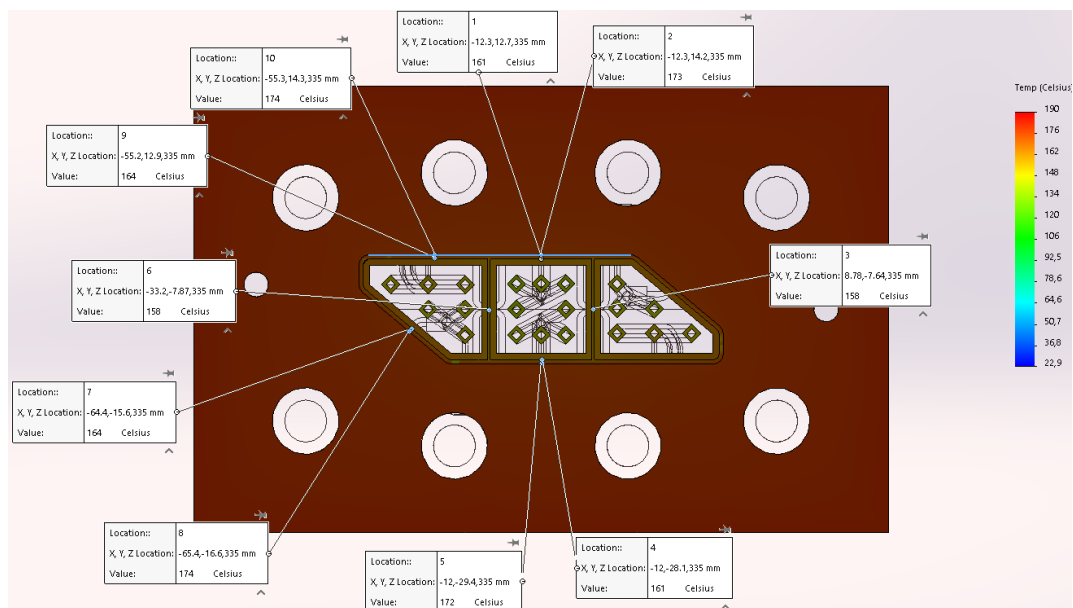 Location:: 1
X, Y, Z Location: -12.3,12.7,335 mm
Value: 161 Celsius
Location:: 2
X, Y, Z Location: -12.3,14.2,335 mm
Value: 173 Celsius
Location:: 10
X, Y, Z Location: -55.3,14.3,335 mm
Value: 174 Celsius
Temp (Celsius)
190
176
162
148
134
120
106
92,5
78,5
64,6
50,7
36,8
22,9
Location:: 9
X, Y, Z Location: -55.2,12.9,335 mm
Value: 164 Celsius
Location:: 3
X, Y, Z Location: 8.78,-7.64,335 mm
Value: 158 Celsius
Location:: 6
X, Y, Z Location: -33.2,-7.87,335 mm
Value: 158 Celsius
Location:: 7
X, Y, Z Location: -64.4,-15.6,335 mm
Value: 164 Celsius
Location:: 8
X, Y, Z Location: -65.4,-16.6,335 mm
Value: 174 Celsius
Location:: 5
X, Y, Z Location: -12,-29.4,335 mm
Value: 172 Celsius
Location:: 4
X, Y, Z Location: -12,-28.1,335 mm
Value: 161 Celsius